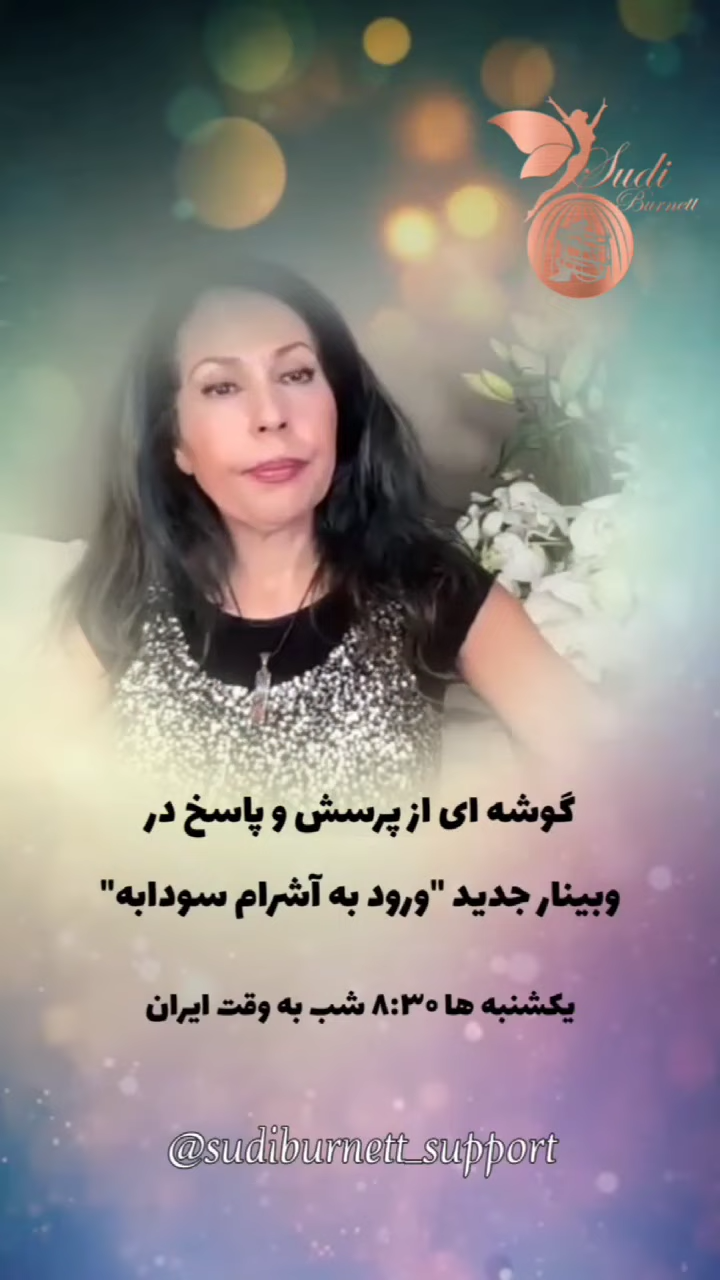 Sudi
Burnett
گوشه ای از پرسش و پاسخ در
وبینار جدید "ورود به آشرام سودابه"
یکشنبه ها ۸:۳۰ شب به وقت ایران
@sudiburnett_support